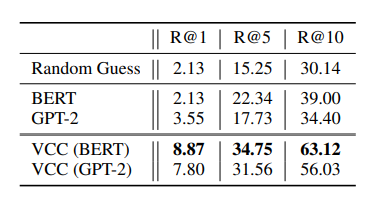 R@1 R@5 R@10
Random Guess 2.13 15.25 30.14
BERT 2.13 22.34 39.00
GPT-2 3.55 17.73 34.40
VCC (BERT) 8.87 34.75 63.12
VCC (GPT-2) 7.80 31.56 56.03